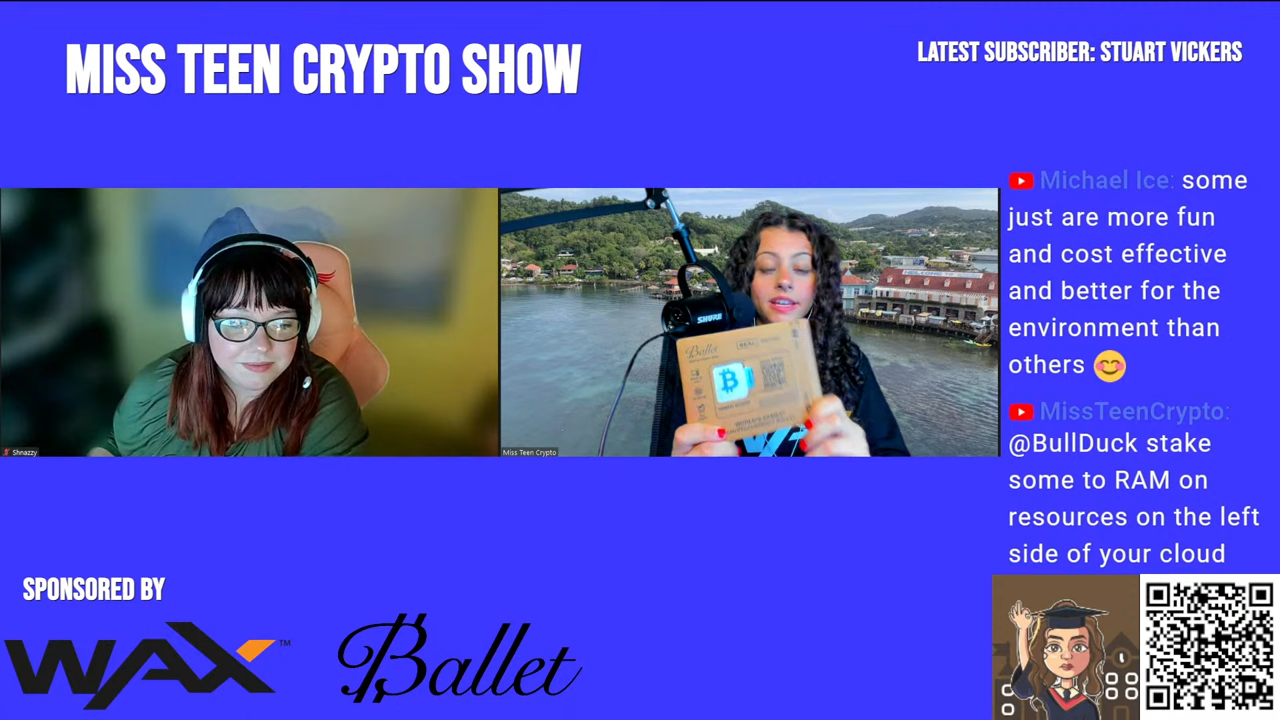 MISS TEEN CRYPTO SHOW
LATEST SUBSCRIBER: STUART VICKERS
Michael Ice: some
just are more fun
and cost effective
and better for the
environment than
others 😊
MissTeenCrypto:
@BullDuck stake
some to RAM on
resources on the left
side of your cloud
SHURE
Ballet
REAL
Shnazzy
Miss Teen Crypto
SPONSORED BY
WAX™
Ballet